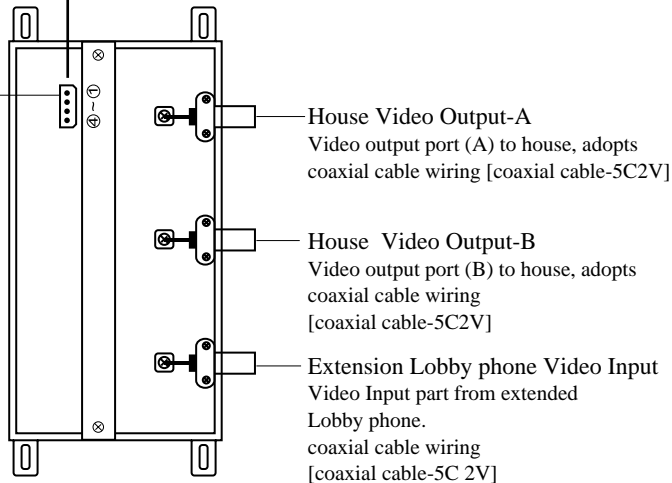 ④~①
House Video Output-A
Video output port (A) to house, adopts
coaxial cable wiring [coaxial cable-5C2V]
House Video Output-B
Video output port (B) to house, adopts
coaxial cable wiring
[coaxial cable-5C2V]
Extension Lobby phone Video Input
Video Input part from extended
Lobby phone.
coaxial cable wiring
[coaxial cable-5C 2V]